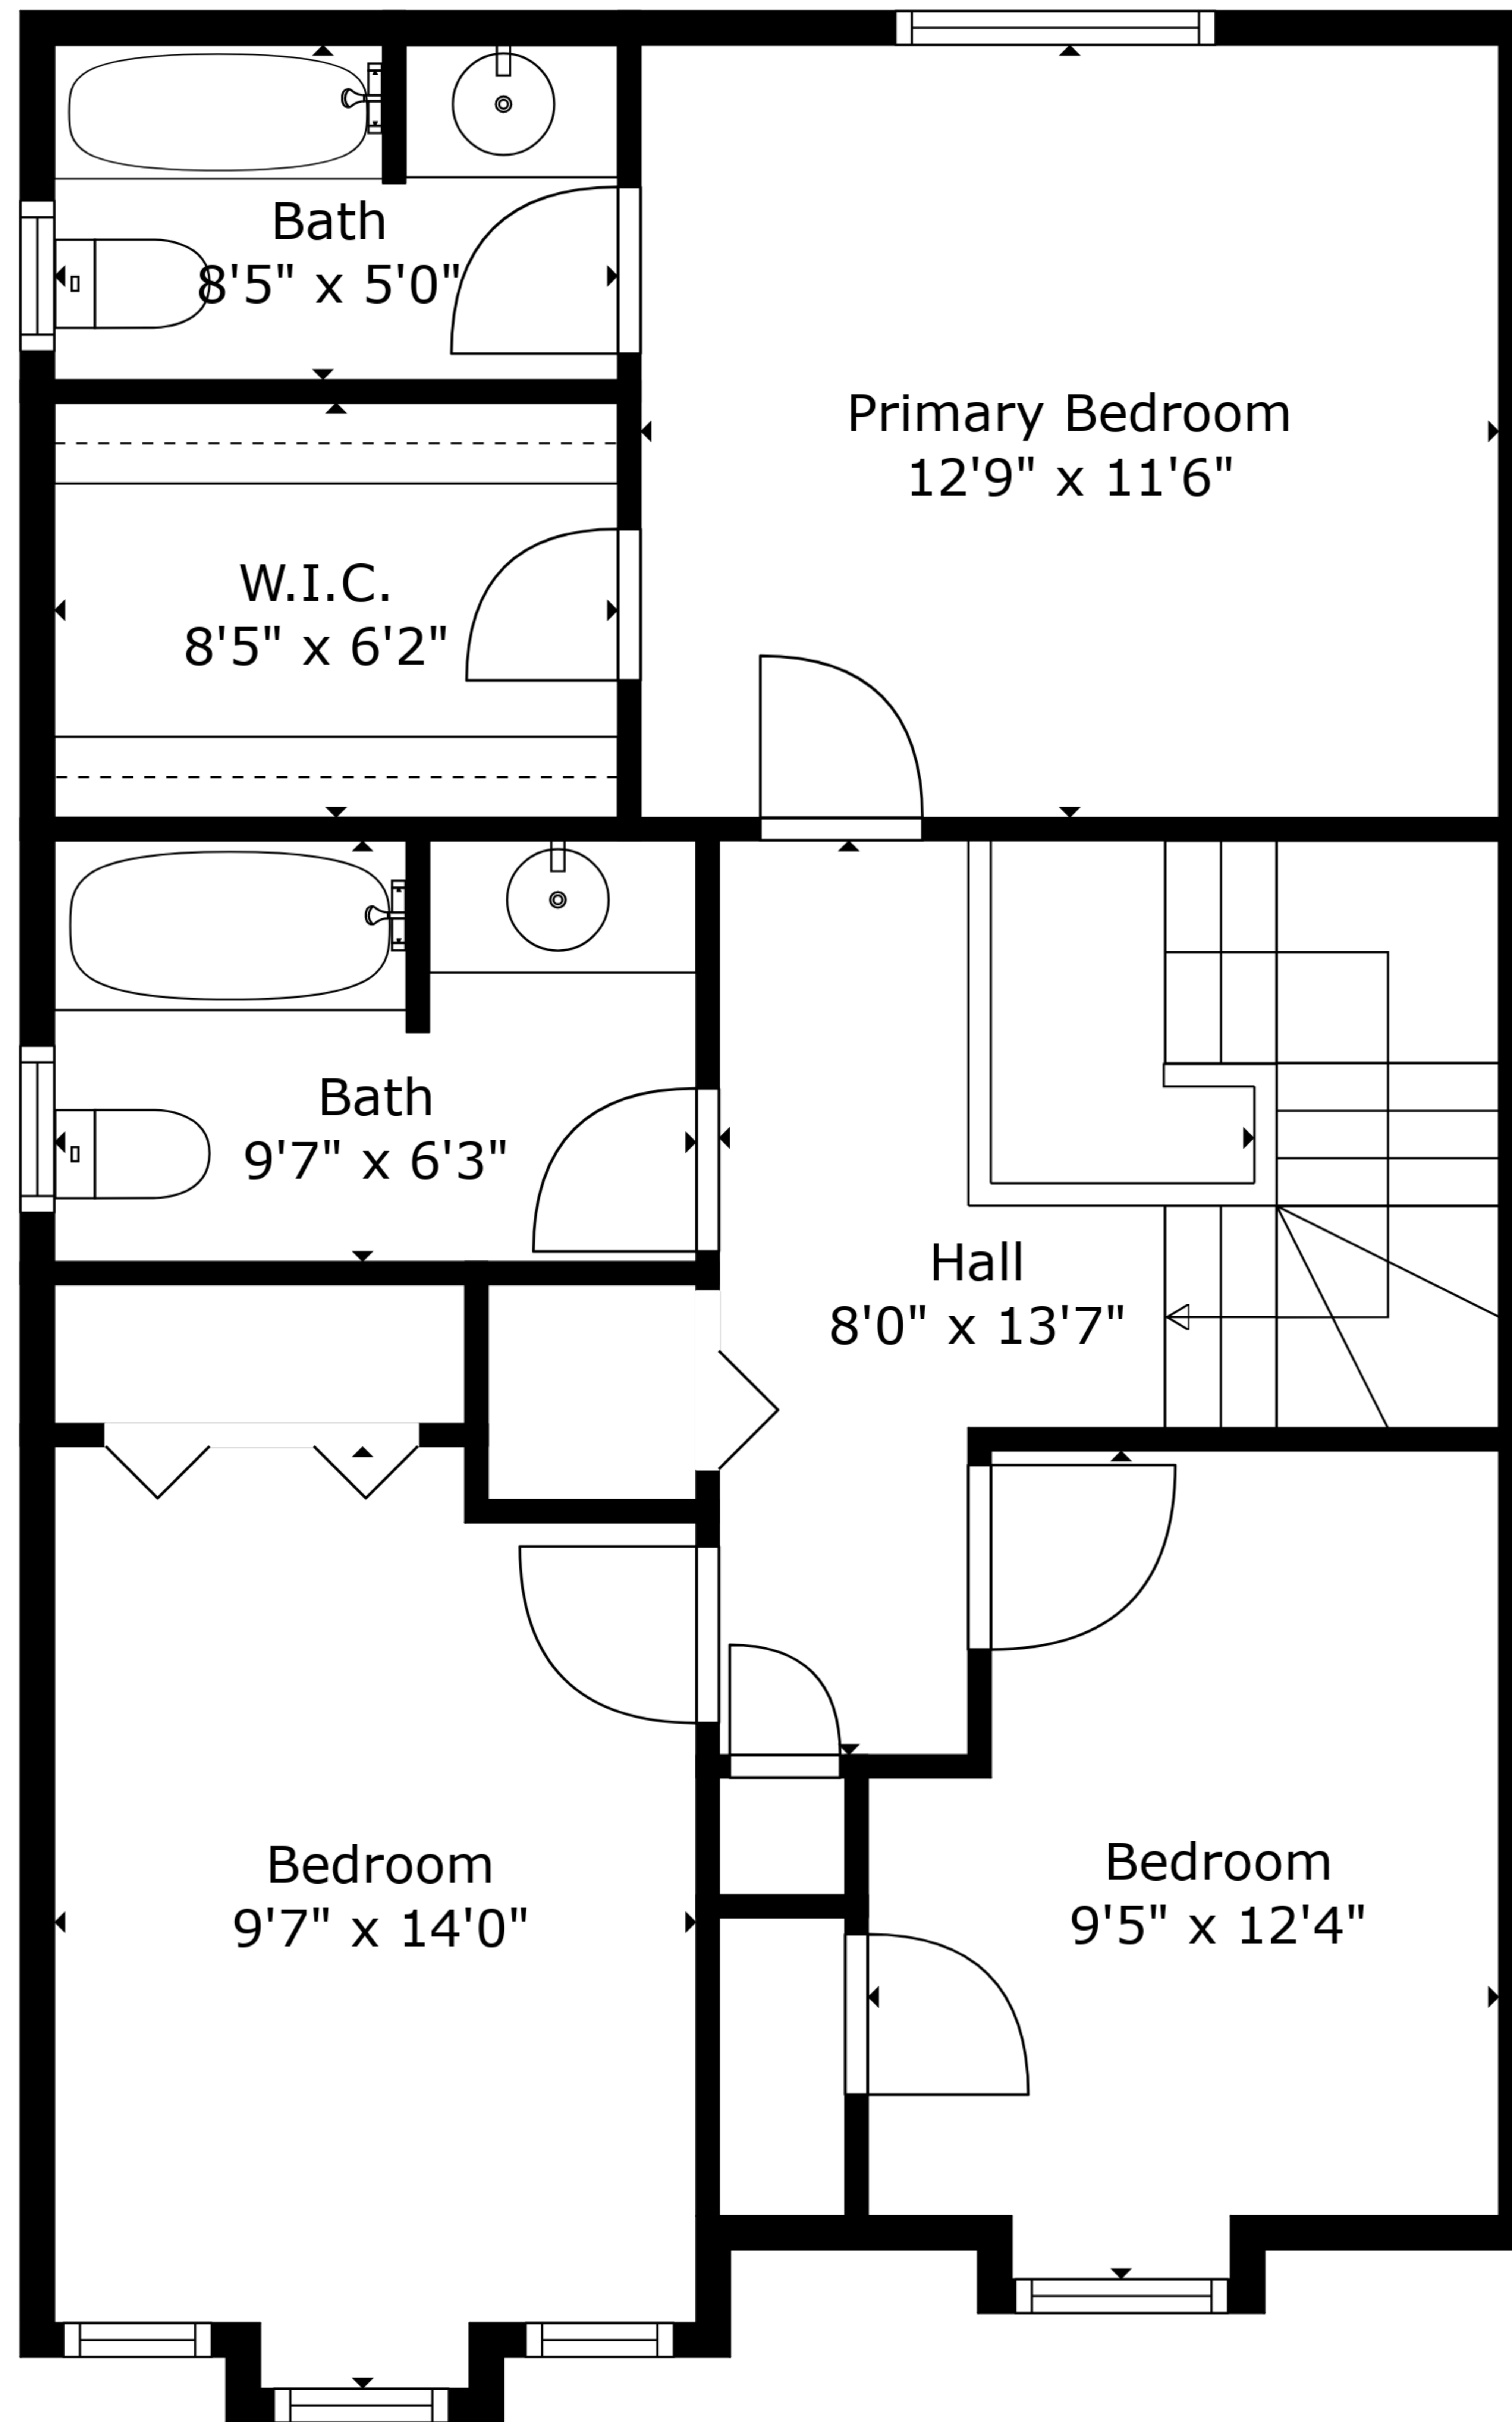 Bath
8'5" x 5'0"
Primary Bedroom
12'9" x 11'6"
W.I.C.
8'5" x 6'2"
Bath
9'7" x 6'3"
Hall
8'0" x 13'7"
Bedroom
9'7" x 14'0"
Bedroom
9'5" x 12'4"